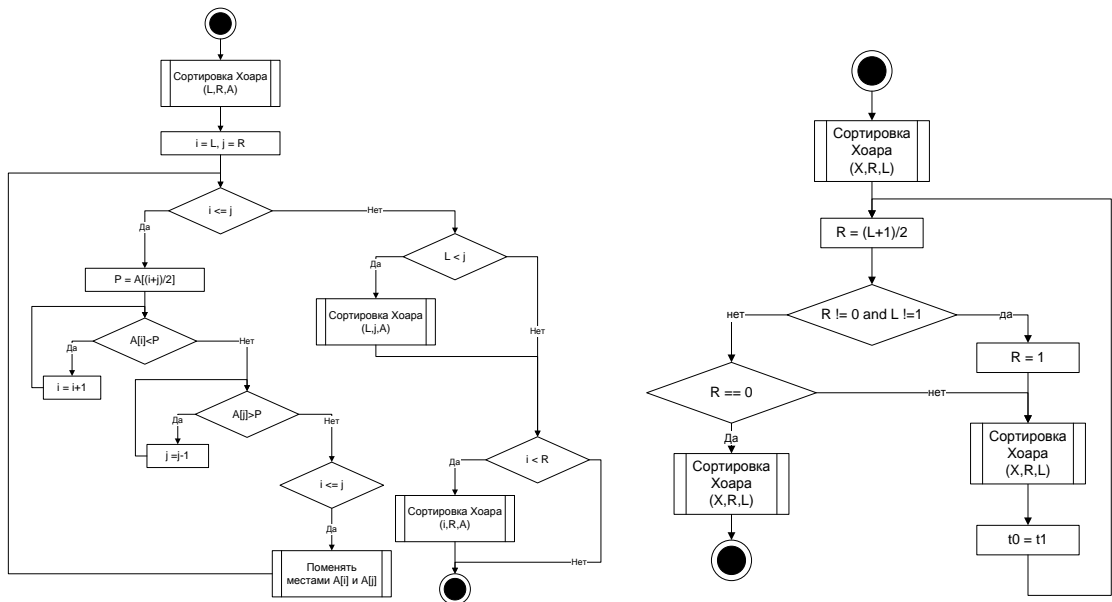 Сортировка Хоара
(L,R,A)
i = L, j = R
i <= j
Да
Нет
P = A[(i+j)/2]
A[i]<P
Да
Нет
i = i+1
A[j]>P
Да
Нет
j =j-1
i <= j
Да
Поменять
местами A[i] и A[j]
L < j
Да
Нет
Сортировка Хоара
(L,j,A)
i < R
Да
Нет
Сортировка Хоара
(i,R,A)
Сортировка
Хоара
(X,R,L)
R = (L+1)/2
R != 0 and L !=1
нет
да
R = 1
R == 0
нет
Да
Сортировка
Хоара
(X,R,L)
Сортировка
Хоара
(X,R,L)
t0 = t1